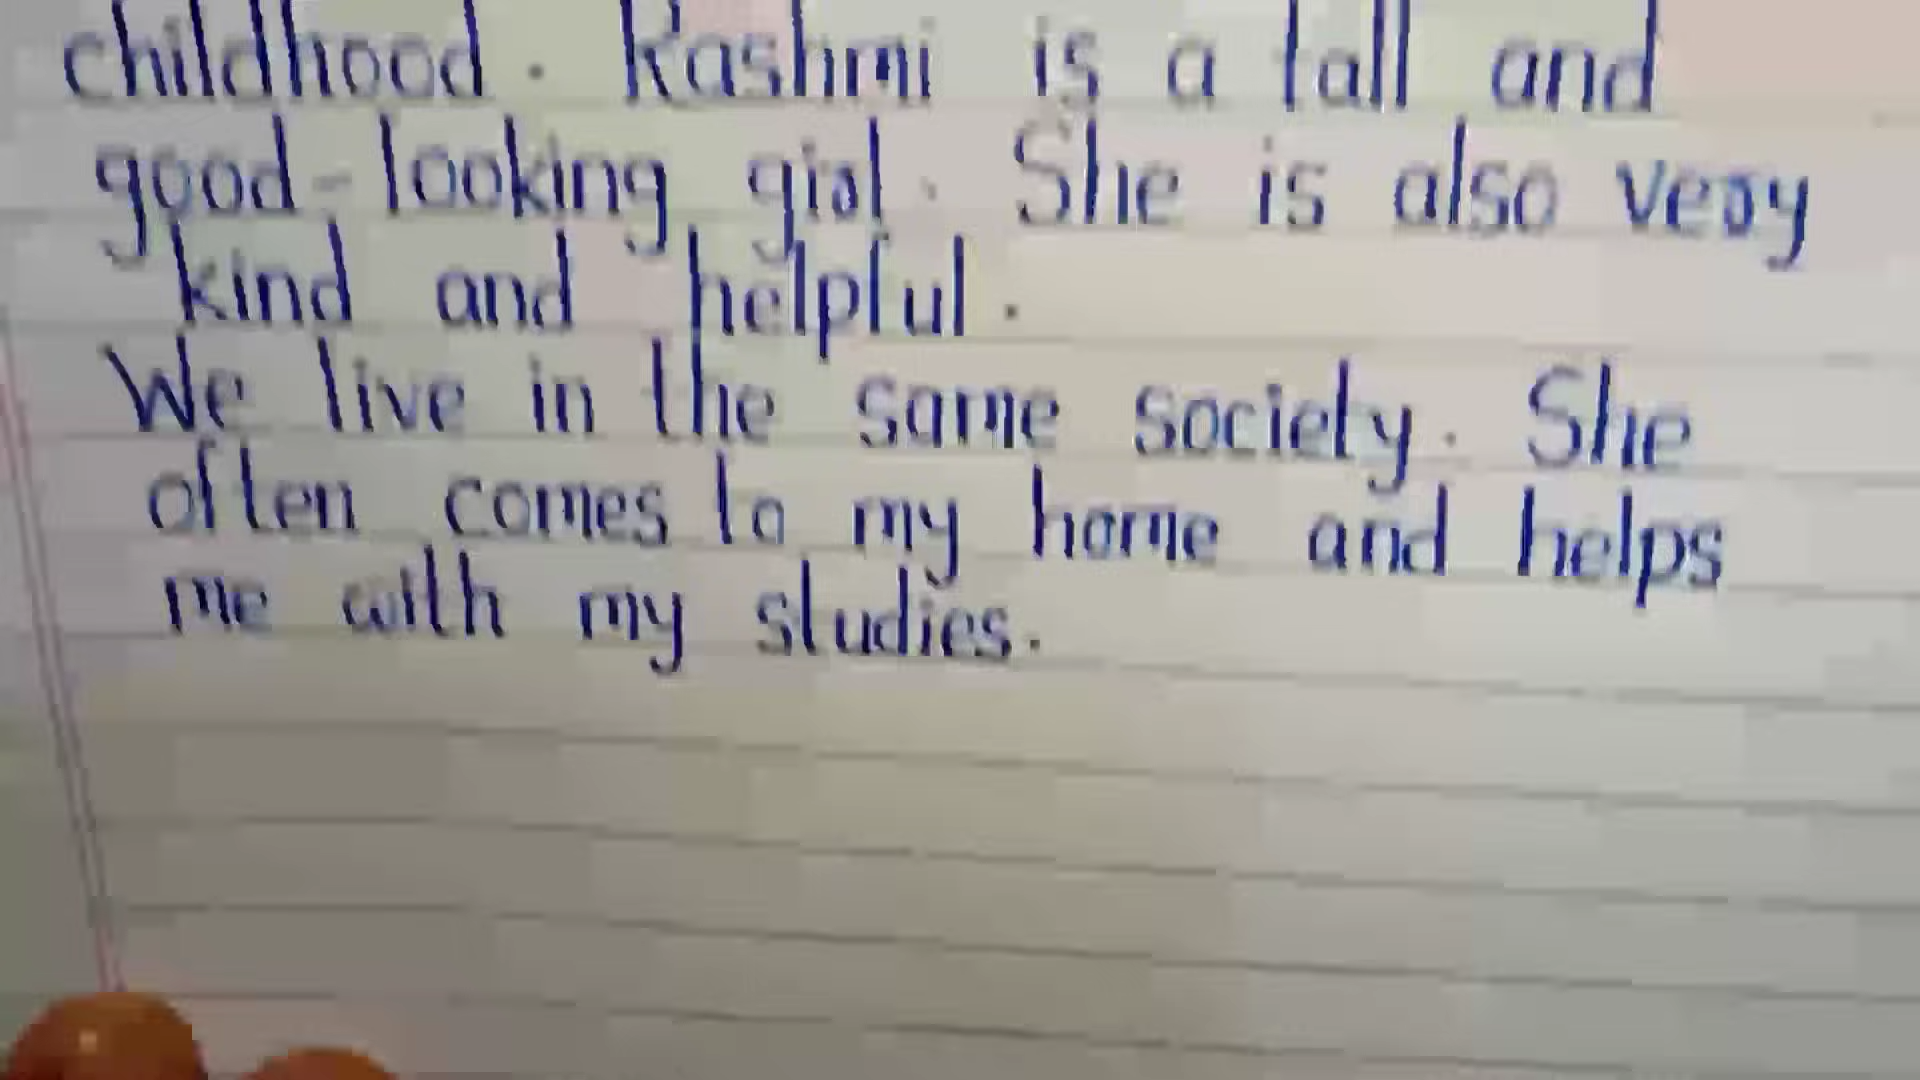 childhood. Rashmi is a tall and
good-looking girl. She is also very
kind and helpful.
We live in the same society. She
often comes to my home and helps
me with my studies.